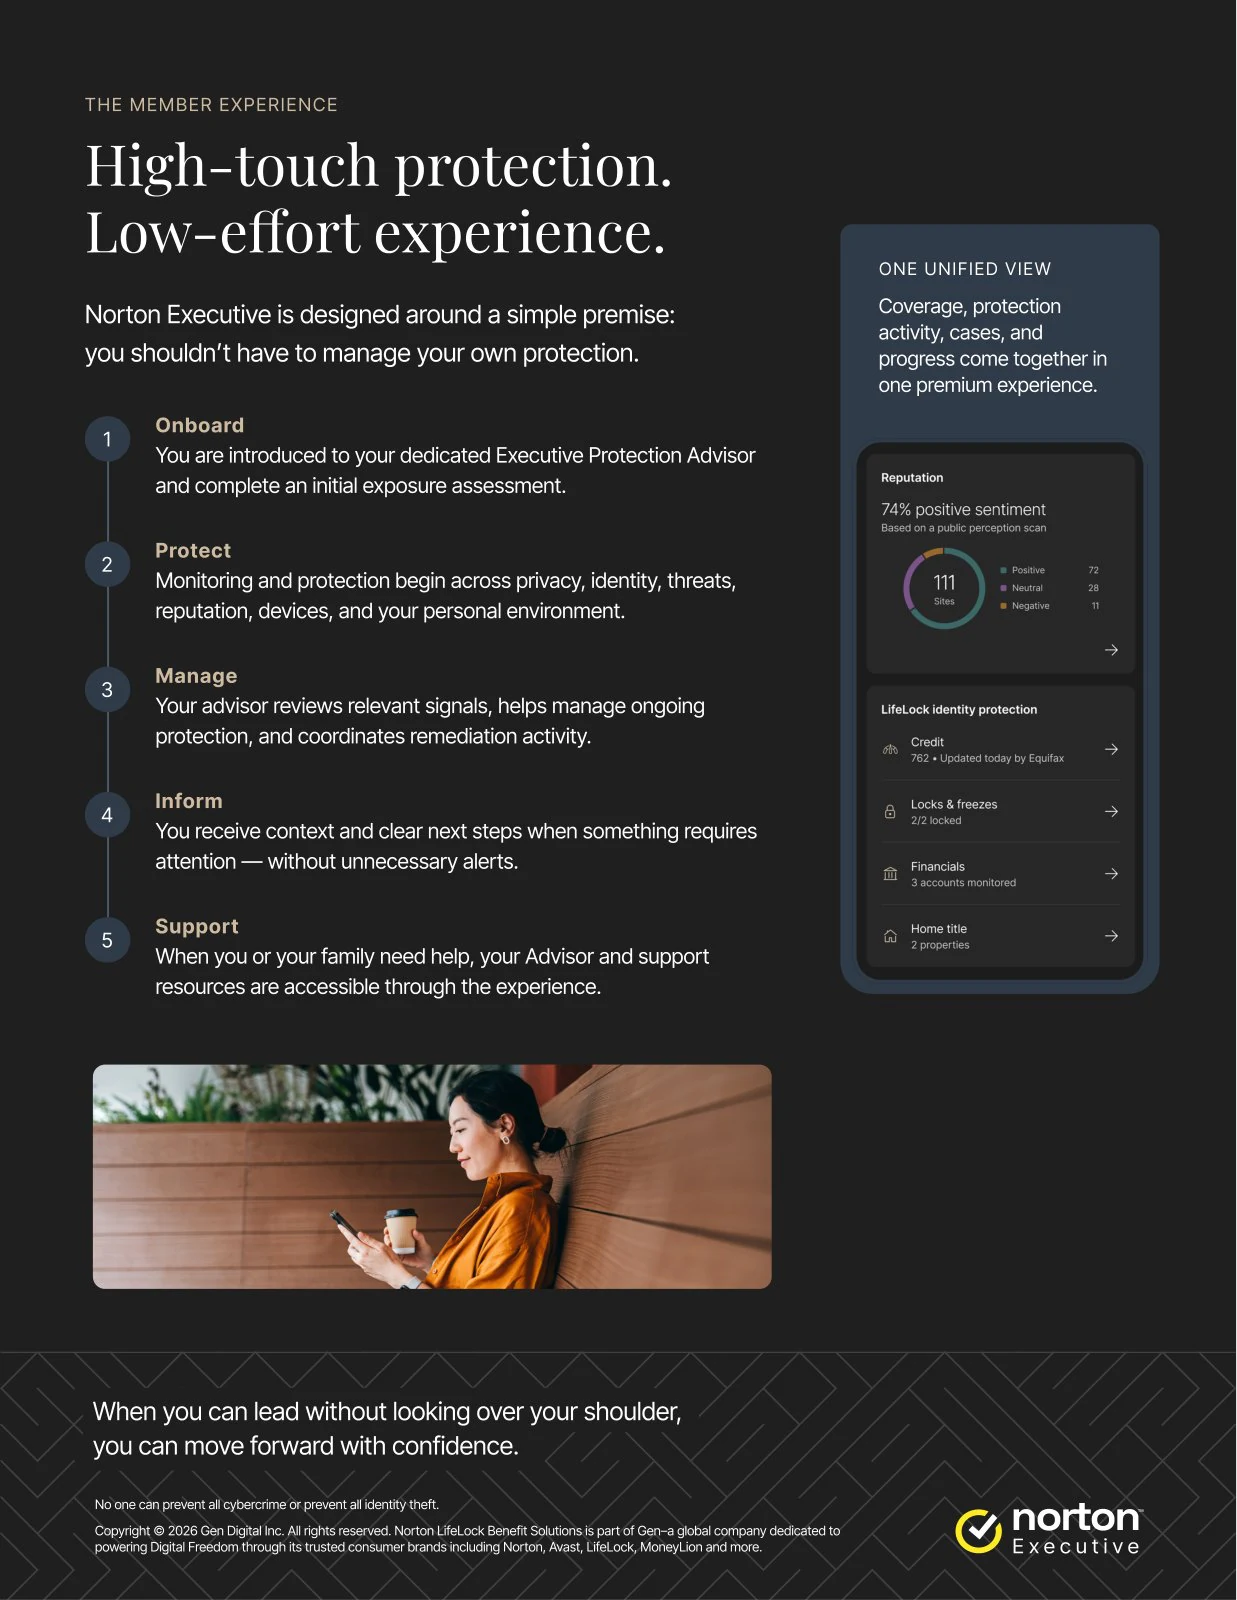 THE MEMBER EXPERIENCE
High-touch protection.
Low-effort experience.
Norton Executive is designed around a simple premise:
you shouldn't have to manage your own protection.
1
Onboard
You are introduced to your dedicated Executive Protection Advisor
and complete an initial exposure assessment.
2
Protect
Monitoring and protection begin across privacy, identity, threats,
reputation, devices, and your personal environment.
3
Manage
Your advisor reviews relevant signals, helps manage ongoing
protection, and coordinates remediation activity.
4
Inform
You receive context and clear next steps when something requires
attention — without unnecessary alerts.
5
Support
When you or your family need help, your Advisor and support
resources are accessible through the experience.
ONE UNIFIED VIEW
Coverage, protection
activity, cases, and
progress come together in
one premium experience.
Reputation
74% positive sentiment
Based on a public perception scan
111
Sites
Positive 72
Neutral 28
Negative 11
LifeLock identity protection
Credit
762 • Updated today by Equifax
Locks & freezes
2/2 locked
Financials
3 accounts monitored
Home title
2 properties
When you can lead without looking over your shoulder,
you can move forward with confidence.
No one can prevent all cybercrime or prevent all identity theft.
Copyright © 2026 Gen Digital Inc. All rights reserved. Norton LifeLock Benefit Solutions is part of Gen–a global company dedicated to
powering Digital Freedom through its trusted consumer brands including Norton, Avast, LifeLock, MoneyLion and more.
norton™
Executive